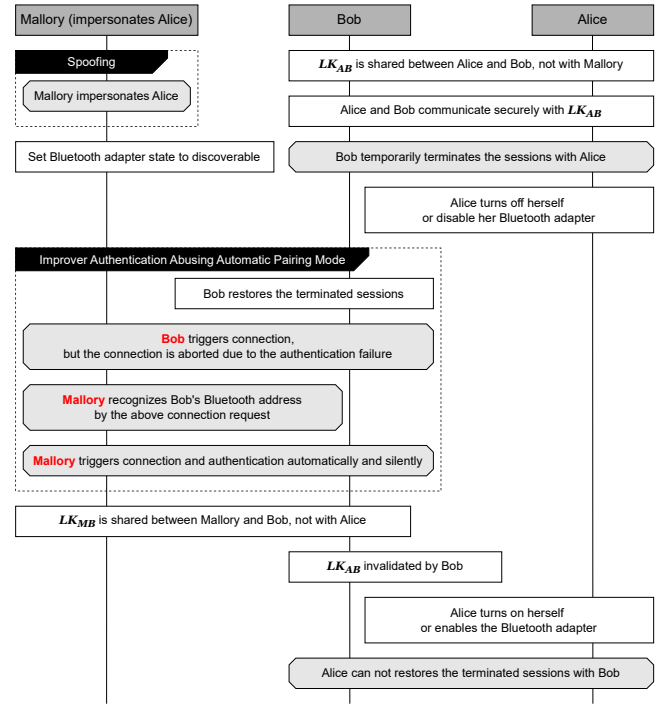 Mallory (impersonates Alice) Bob Alice
Spoofing
LK_AB is shared between Alice and Bob, not with Mallory
Mallory impersonates Alice
Alice and Bob communicate securely with LK_AB
Set Bluetooth adapter state to discoverable
Bob temporarily terminates the sessions with Alice
Alice turns off herself
or disable her Bluetooth adapter
Improver Authentication Abusing Automatic Pairing Mode
Bob restores the terminated sessions
Bob triggers connection,
but the connection is aborted due to the authentication failure
Mallory recognizes Bob's Bluetooth address
by the above connection request
Mallory triggers connection and authentication automatically and silently
LK_MB is shared between Mallory and Bob, not with Alice
LK_AB invalidated by Bob
Alice turns on herself
or enables the Bluetooth adapter
Alice can not restores the terminated sessions with Bob